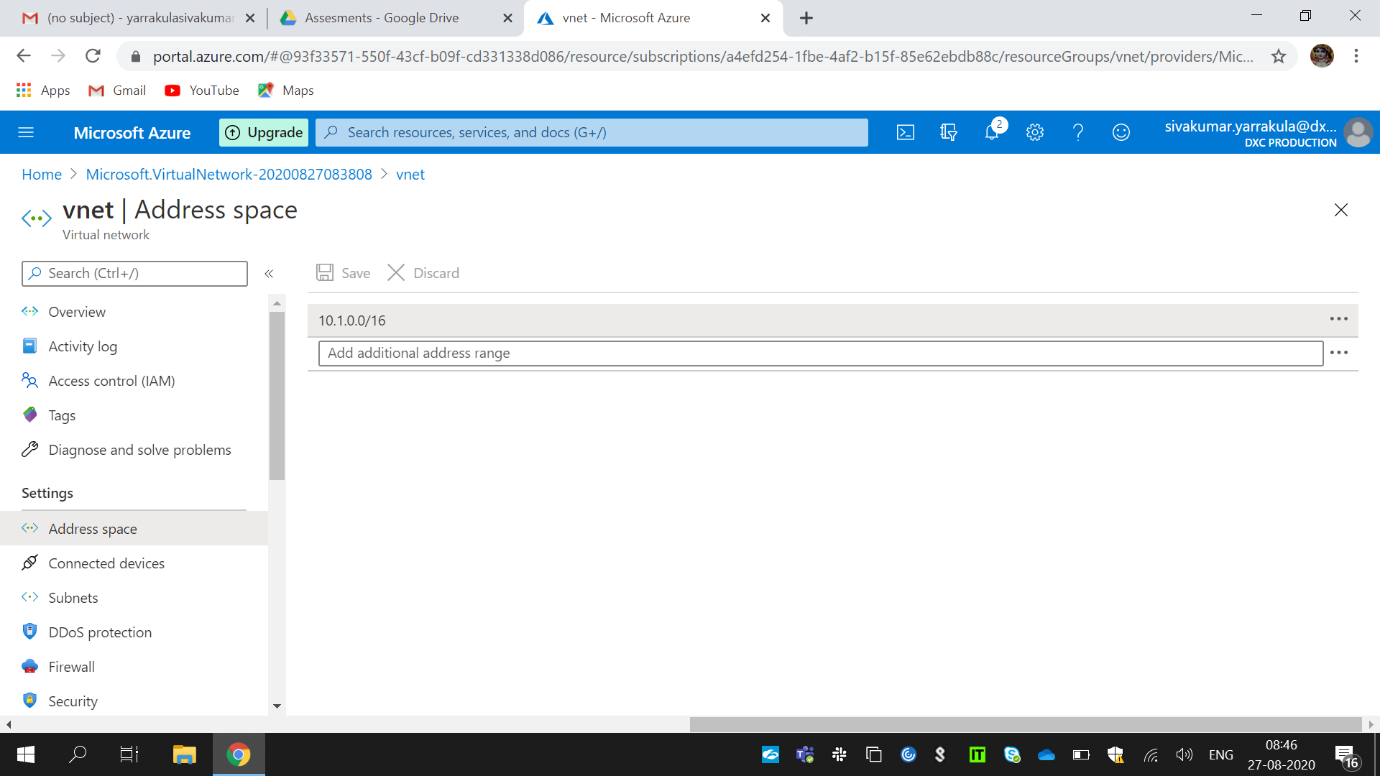 (no subject) - yarrakulasivakumar
Assesments - Google Drive
vnet - Microsoft Azure
portal.azure.com/#@93f33571-550f-43cf-b09f-cd331338d086/resource/subscriptions/a4efd254-1fbe-4af2-b15f-85e62ebdb88c/resourceGroups/vnet/providers/Mic...
Apps Gmail YouTube Maps
Microsoft Azure Upgrade Search resources, services, and docs (G+/) 2 sivakumar.yarrakula@dx...
DXC PRODUCTION
Home > Microsoft.VirtualNetwork-20200827083808 > vnet
vnet | Address space
Virtual network
Search (Ctrl+/) «
Save Discard
Overview
Activity log
Access control (IAM)
Tags
Diagnose and solve problems
Settings
Address space
Connected devices
Subnets
DDoS protection
Firewall
Security
10.1.0.0/16 ...
Add additional address range ...
ENG
08:46
27-08-2020
16